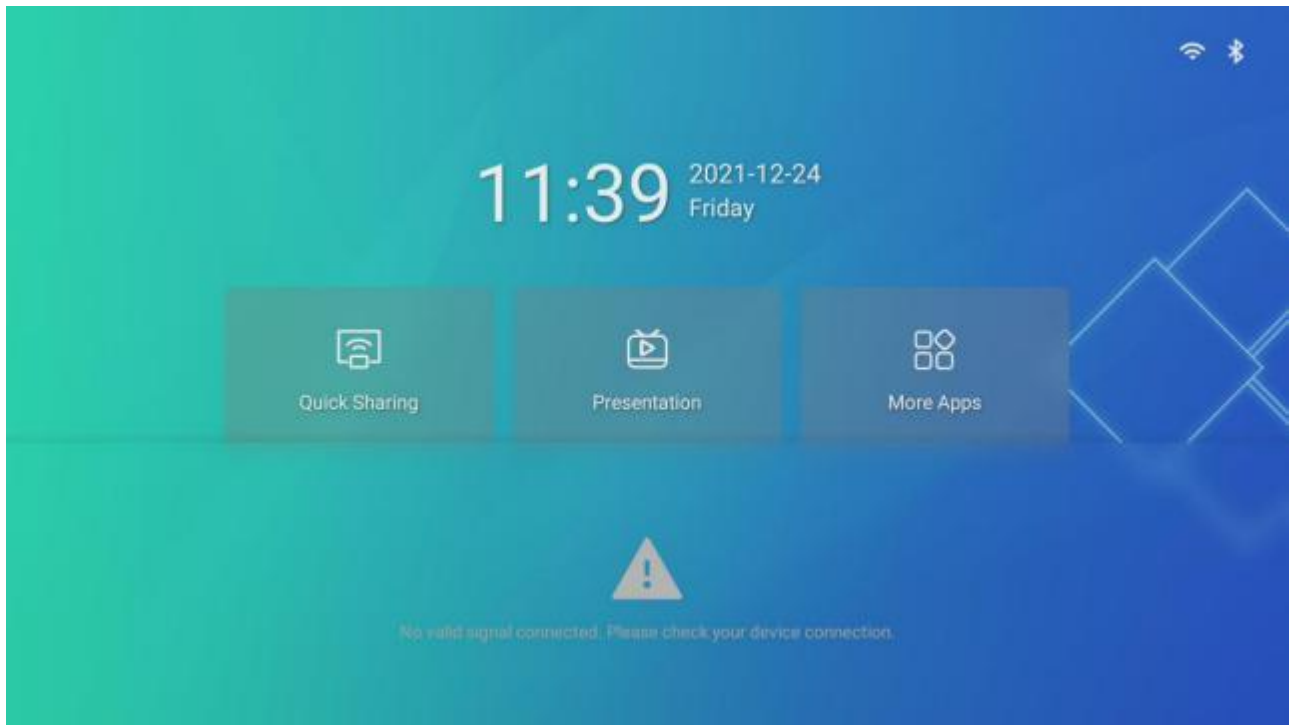 11:39
2021-12-24
Friday
Quick Sharing
Presentation
More Apps
No valid signal connected. Please check your device connection.